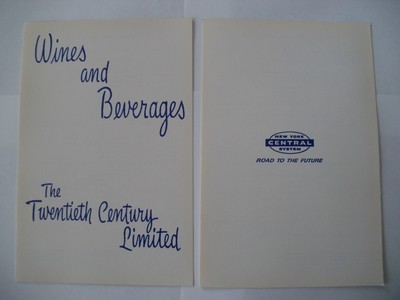 Wines
and
Beverages
The
Twentieth Century
Limited
NEW YORK
CENTRAL
SYSTEM
ROAD TO THE FUTURE